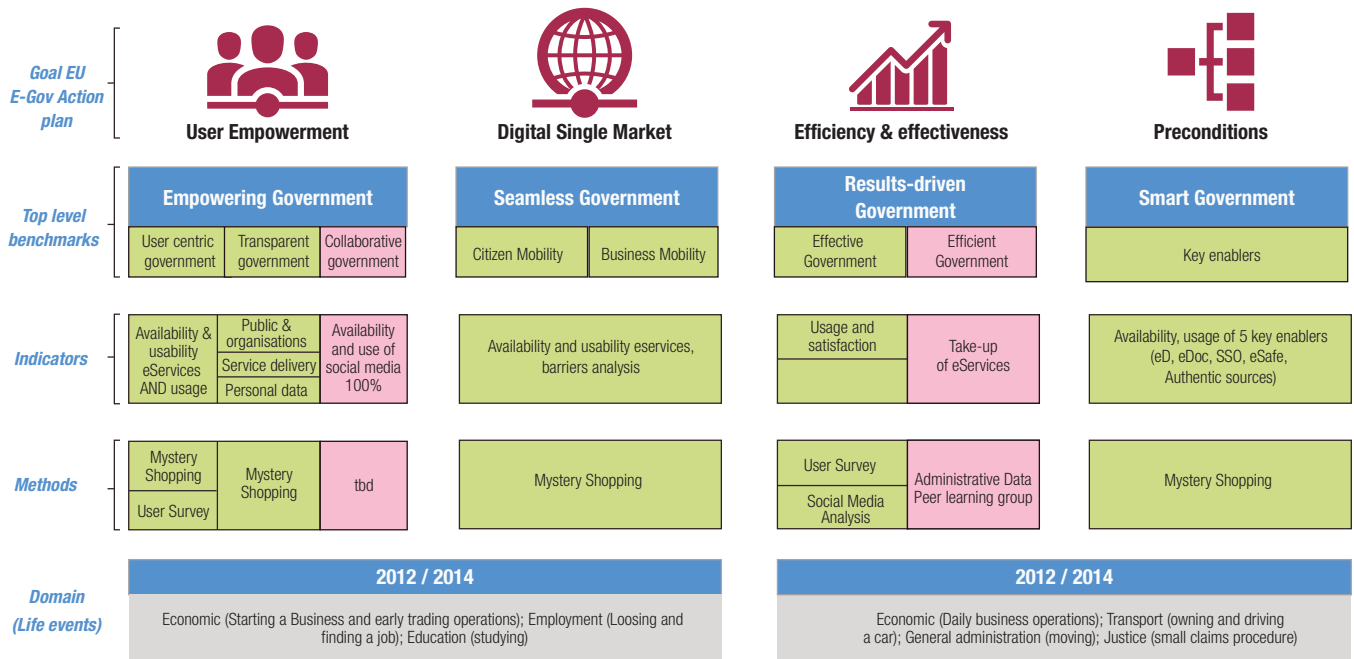 Goal EU
E-Gov Action
plan
User Empowerment
Digital Single Market
Efficiency & effectiveness
Preconditions
Top level
benchmarks
Empowering Government
User centric
government
Transparent
government
Collaborative
government
Seamless Government
Citizen Mobility
Business Mobility
Results-driven
Government
Effective
Government
Efficient
Government
Smart Government
Key enablers
Indicators
Availability &
usability
eServices
AND usage
Public &
organisations
Service delivery
Personal data
Availability
and use of
social media
100%
Availability and usability eservices,
barriers analysis
Usage and
satisfaction
Take-up
of eServices
Availability, usage of 5 key enablers
(eD, eDoc, SSO, eSafe,
Authentic sources)
Methods
Mystery
Shopping
User Survey
Mystery
Shopping
tbd
Mystery Shopping
User Survey
Social Media
Analysis
Administrative Data
Peer learning group
Mystery Shopping
Domain
(Life events)
2012 / 2014
Economic (Starting a Business and early trading operations); Employment (Loosing and
finding a job); Education (studying)
2012 / 2014
Economic (Daily business operations); Transport (owning and driving
a car); General administration (moving); Justice (small claims procedure)